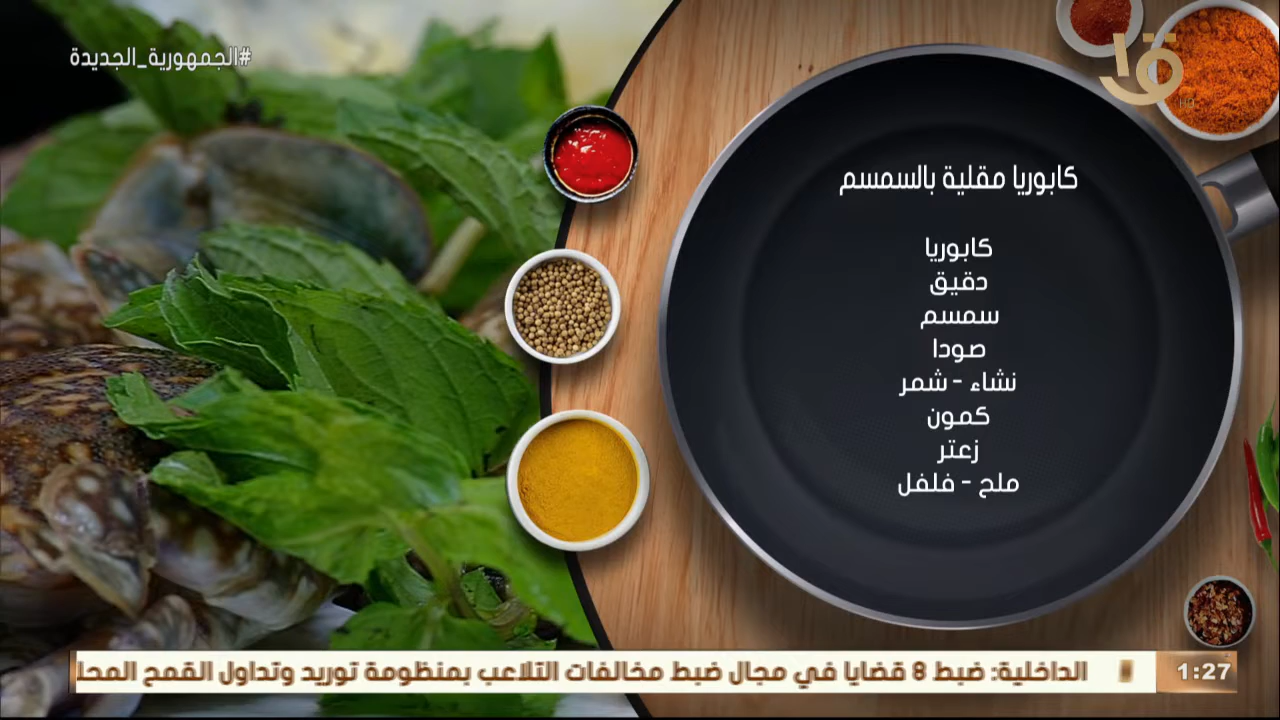 #الجمهورية_الجديدة
كابوريا مقلية بالسمسم
كابوريا
دقيق
سمسم
صودا
نشاء - شمر
كمون
زعتر
ملح - فلفل
1:27
الداخلية: ضبط 8 قضايا في مجال ضبط مخالفات التلاعب بمنظومة توريد وتداول القمح المحل